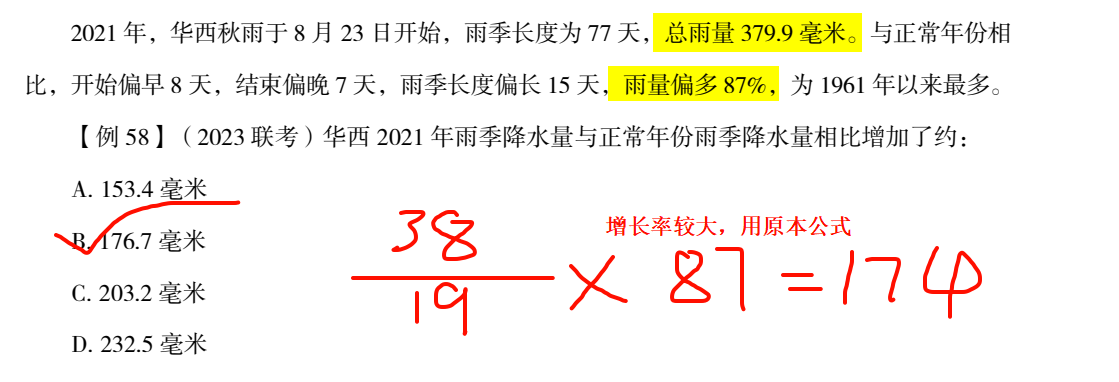 2021 年，华西秋雨于 8 月 23 日开始，雨季长度为 77 天，总雨量 379.9 毫米。与正常年份相
比，开始偏早 8 天，结束偏晚 7 天，雨季长度偏长 15 天，雨量偏多 87%，为 1961 年以来最多。
【例 58】（2023 联考）华西 2021 年雨季降水量与正常年份雨季降水量相比增加了约：
A. 153.4 毫米
B. 176.7 毫米
C. 203.2 毫米
D. 232.5 毫米
增长率较大，用原本公式
38
19
× 87 = 174